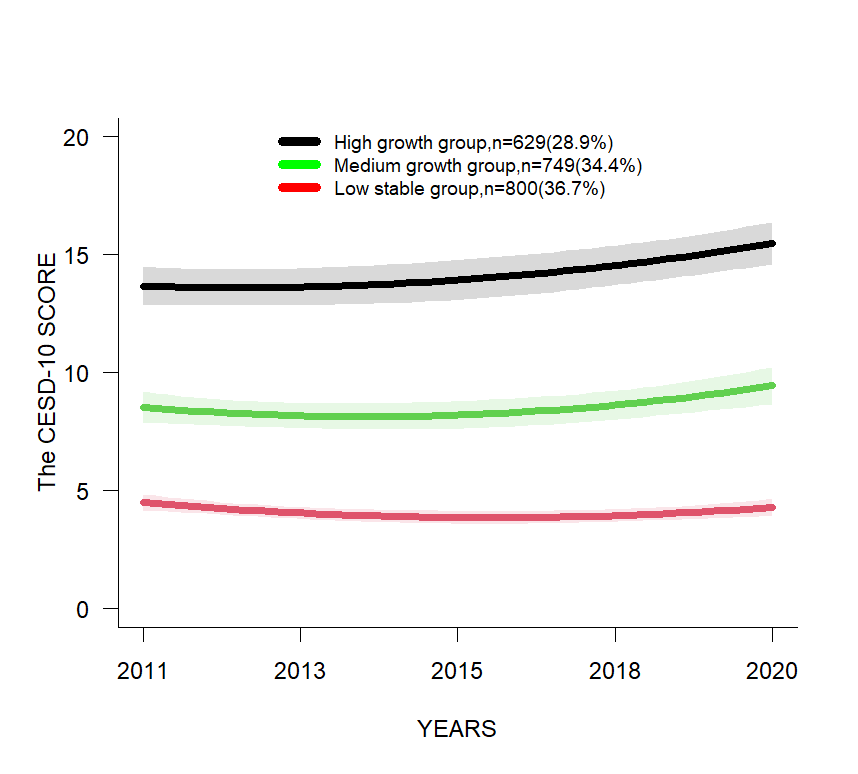 High growth group,n=629(28.9%)
Medium growth group,n=749(34.4%)
Low stable group,n=800(36.7%)
The CESD-10 SCORE
20
15
10
5
0
2011 2013 2015 2018 2020
YEARS